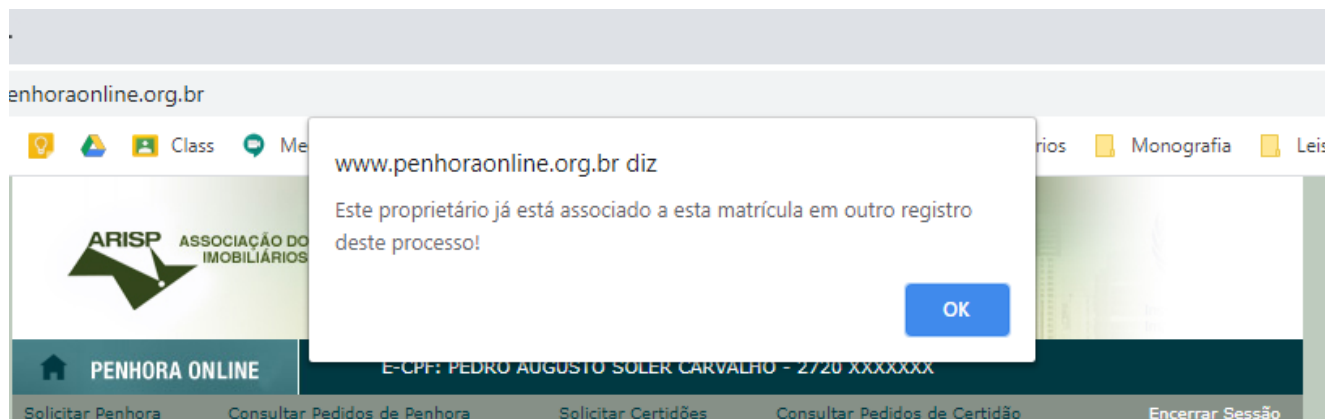 enhoraonline.org.br
Class
Me
rios
Monografia
Leis
www.penhoraonline.org.br diz
Este proprietário já está associado a esta matrícula em outro registro
deste processo!
OK
ARISP ASSOCIAÇÃO DO
IMOBILIÁRIOS
PENHORA ONLINE
E-CPF: PEDRO AUGUSTO SOLER CARVALHO - 2720 XXXXXXX
Solicitar Penhora Consultar Pedidos de Penhora Solicitar Certidões Consultar Pedidos de Certidão Encerrar Sessão